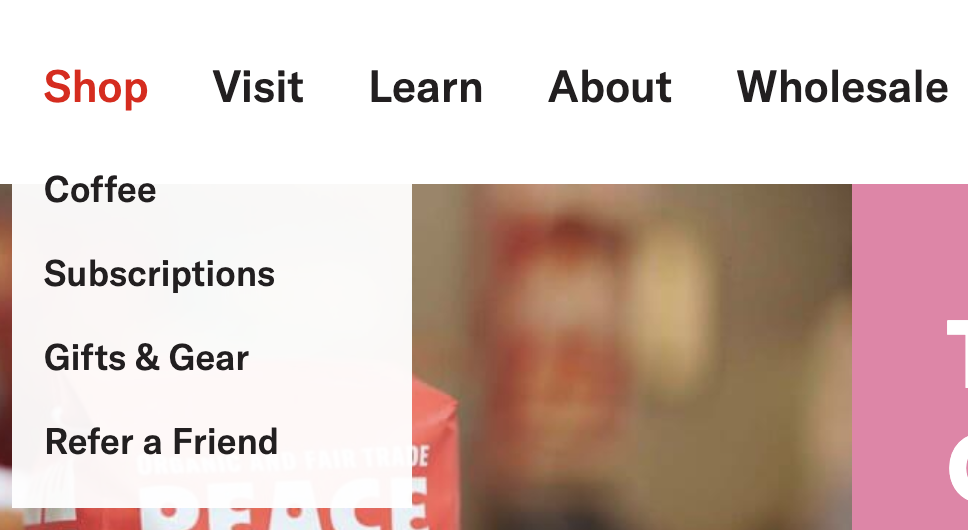 Shop Visit Learn About Wholesale
Coffee
Subscriptions
Gifts & Gear
Refer a Friend
ORGANIC AND FAIR TRADE
PEACE